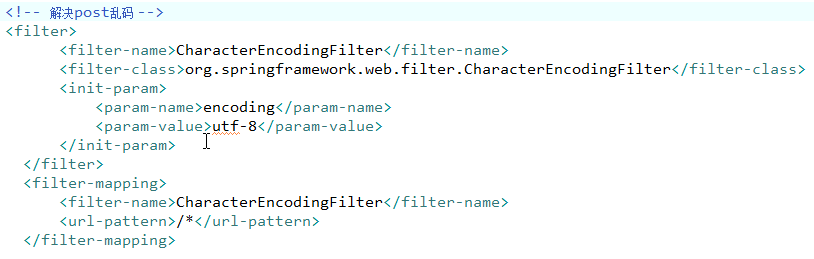 <!-- 解决post乱码 -->
<filter>
<filter-name>CharacterEncodingFilter</filter-name>
<filter-class>org.springframework.web.filter.CharacterEncodingFilter</filter-class>
<init-param>
<param-name>encoding</param-name>
<param-value>utf-8</param-value>
</init-param>
</filter>
<filter-mapping>
<filter-name>CharacterEncodingFilter</filter-name>
<url-pattern>/*</url-pattern>
</filter-mapping>